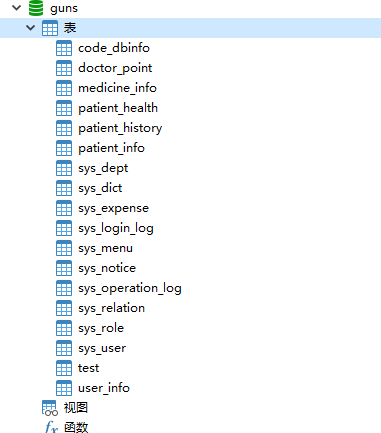 guns
表
code_dbinfo
doctor_point
medicine_info
patient_health
patient_history
patient_info
sys_dept
sys_dict
sys_expense
sys_login_log
sys_menu
sys_notice
sys_operation_log
sys_relation
sys_role
sys_user
test
user_info
视图
函数